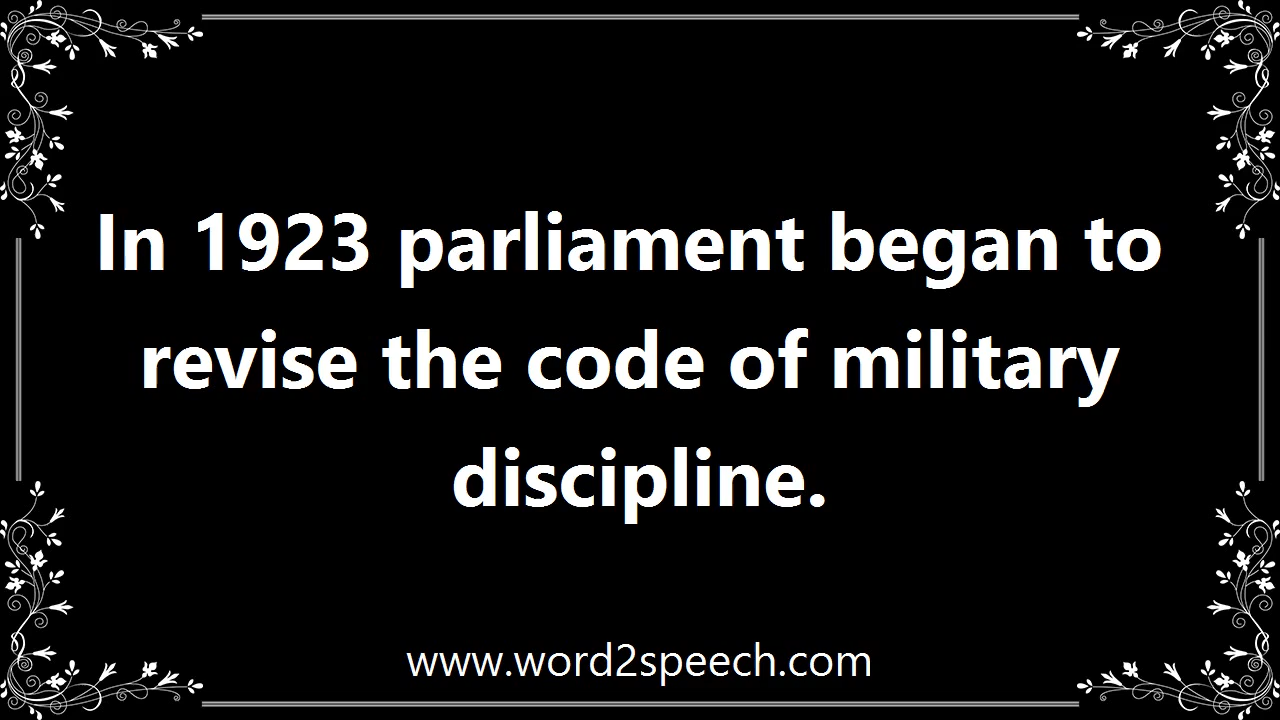 In 1923 parliament began to
revise the code of military
discipline.
www.word2speech.com